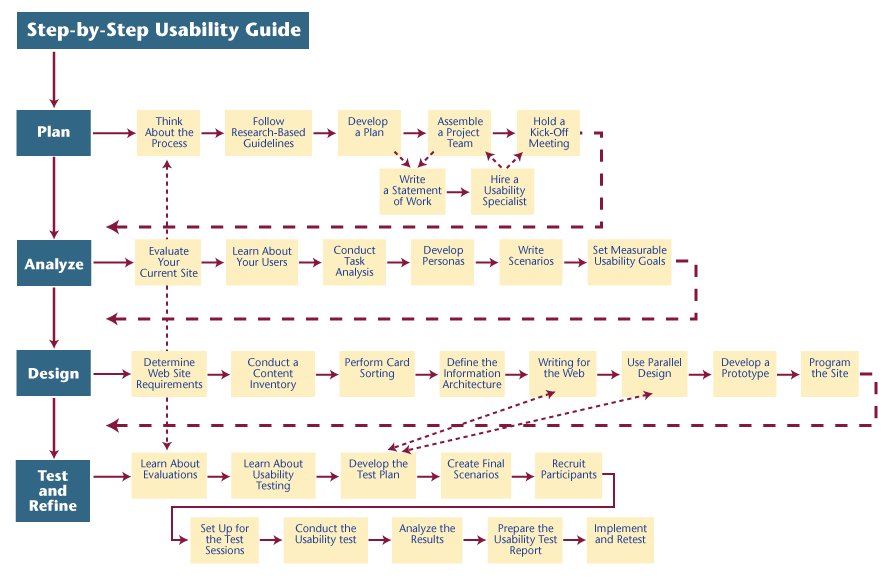 Step-by-Step Usability Guide
Plan
Think
About the
Process
Follow
Research-Based
Guidelines
Develop
a Plan
Assemble
a Project
Team
Hold a
Kick-Off
Meeting
Write
a Statement
of Work
Hire a
Usability
Specialist
Analyze
Evaluate
Your
Current Site
Learn About
Your Users
Conduct
Task
Analysis
Develop
Personas
Write
Scenarios
Set Measurable
Usability Goals
Design
Determine
Web Site
Requirements
Conduct a
Content
Inventory
Perform Card
Sorting
Define the
Information
Architecture
Writing for
the Web
Use Parallel
Design
Develop a
Prototype
Program
the Site
Test
and
Refine
Learn About
Evaluations
Learn About
Usability
Testing
Develop the
Test Plan
Create Final
Scenarios
Recruit
Participants
Set Up for
the Test
Sessions
Conduct the
Usability test
Analyze the
Results
Prepare the
Usability Test
Report
Implement
and Retest